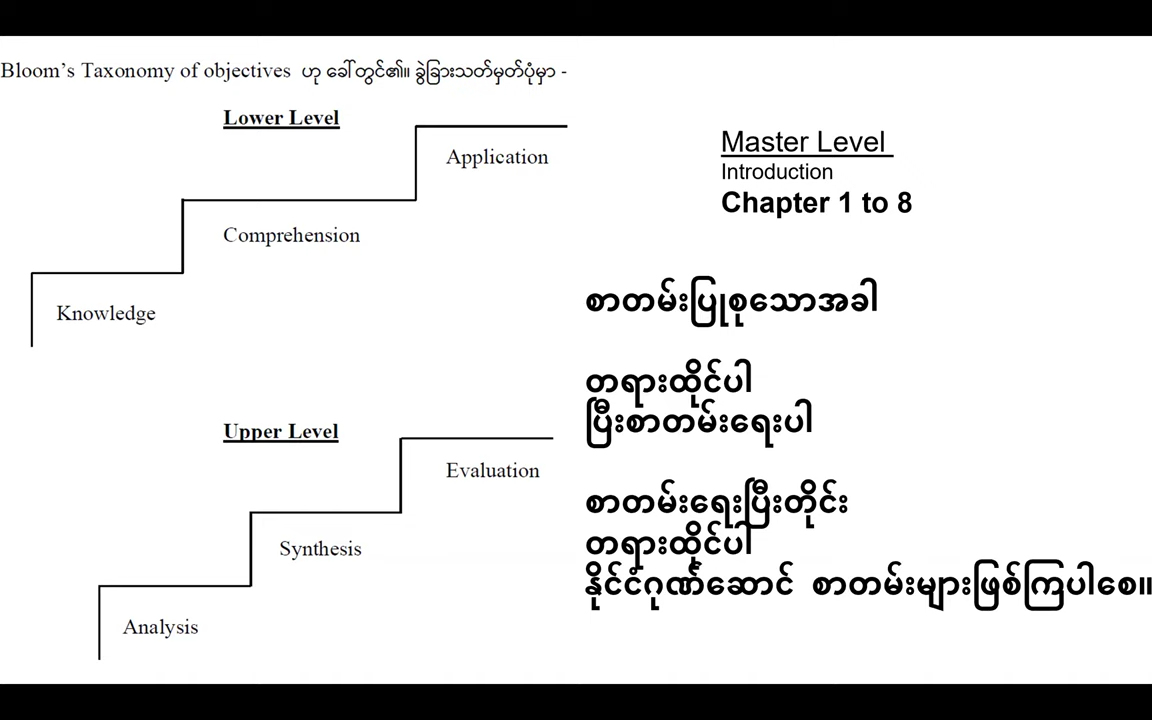 Bloom's Taxonomy of objectives ဟု ခေါ်တွင်၏။ ခွဲခြားသတ်မှတ်ပုံမှာ -
Lower Level
Application
Comprehension
Knowledge
Upper Level
Evaluation
Synthesis
Analysis
Master Level
Introduction
Chapter 1 to 8
စာတမ်းပြုစုသောအခါ
တရားထိုင်ပါ
ပြီးစာတမ်းရေးပါ
စာတမ်းရေးပြီးတိုင်း
တရားထိုင်ပါ
နိုင်ငံဂုဏ်ဆောင် စာတမ်းများဖြစ်ကြပါစေ။